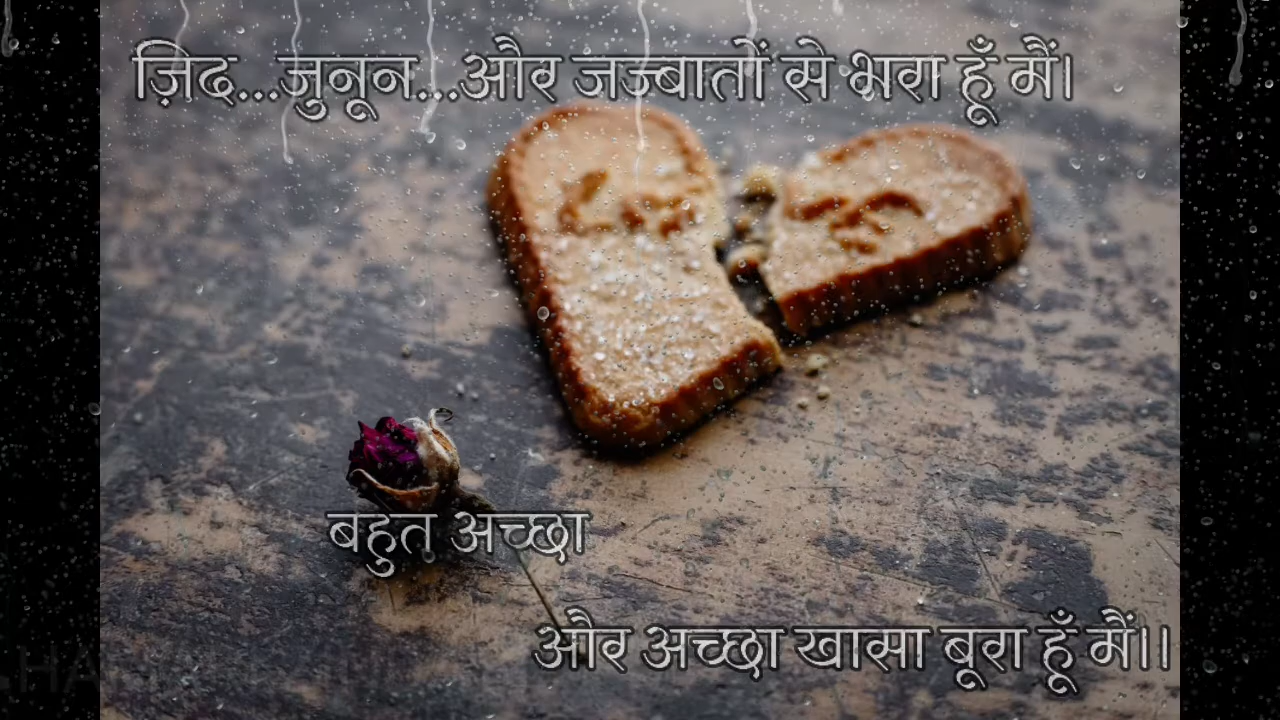 ज़िद...जुनून...और जज्बातों से भरा हूँ मैं।
बहुत अच्छा
और अच्छा खासा बूरा हूँ मैं।।